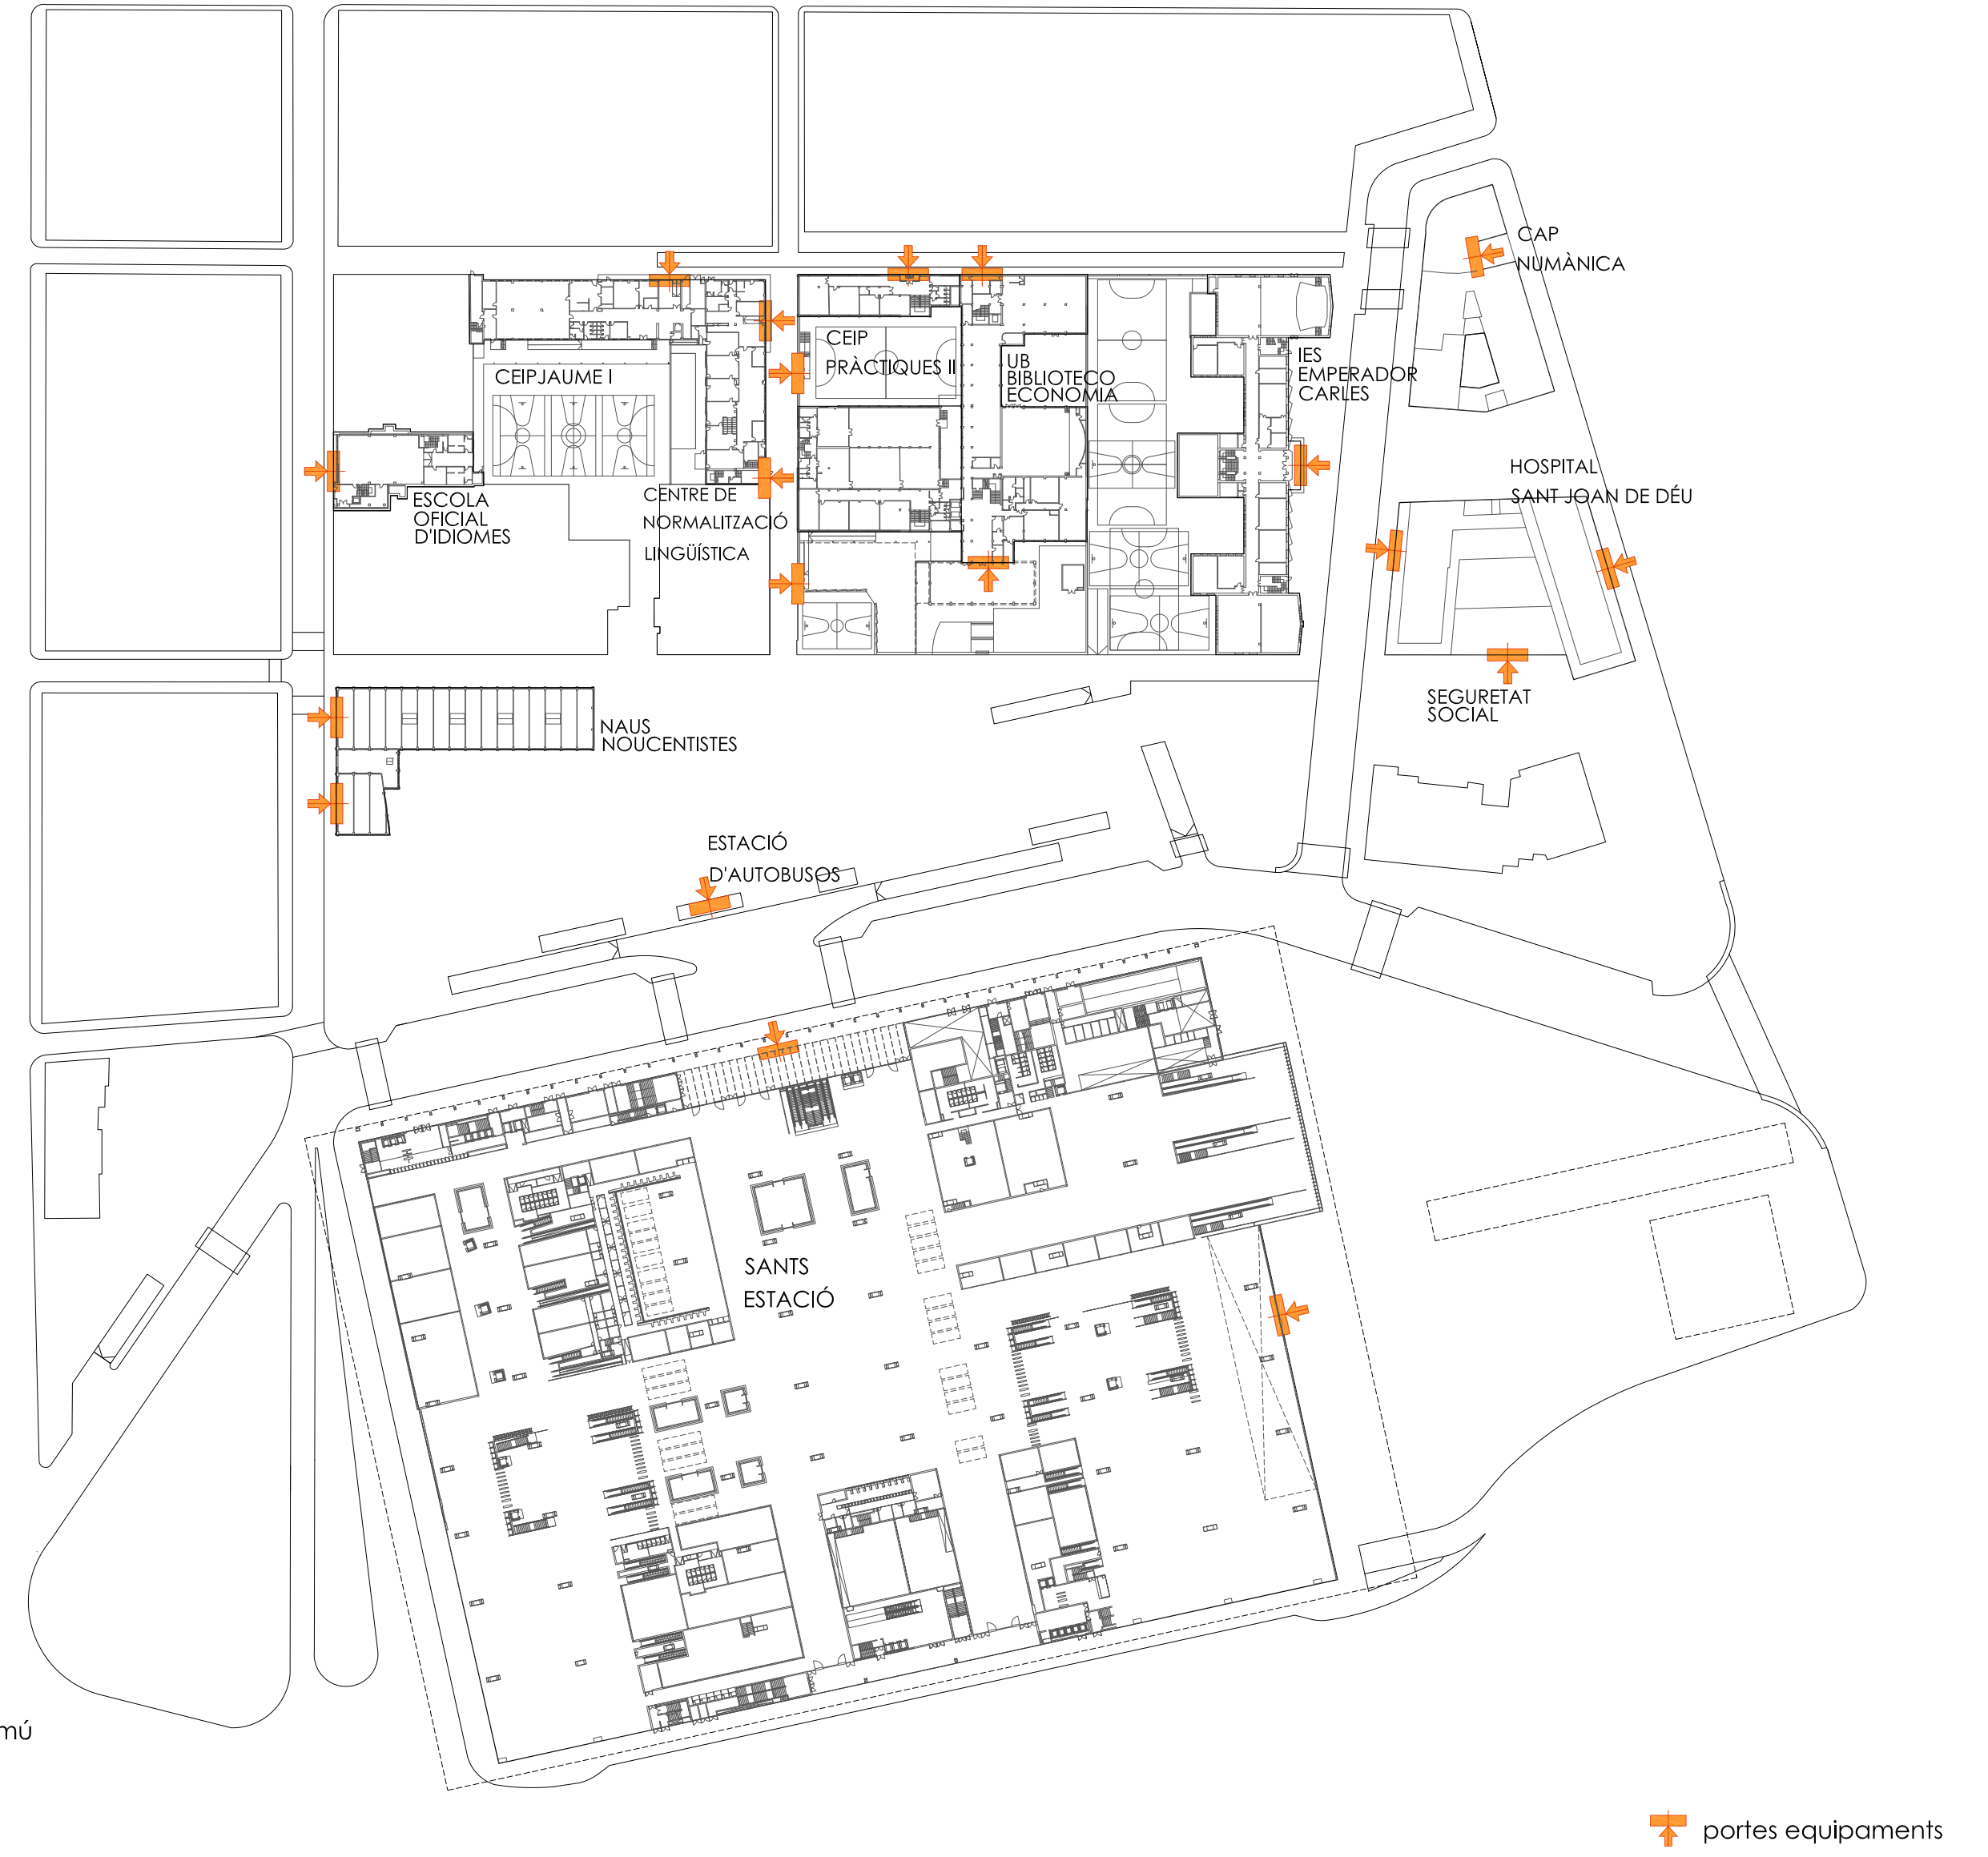 CAP
NUMÀNICA
CEIP
PRÀCTIQUES II
UB
BIBLIOTECO
ECONOMIA
IES
EMPERADOR
CARLES
CEIPJAUME I
HOSPITAL
SANT JOAN DE DÉU
ESCOLA
OFICIAL
D'IDIOMES
CENTRE DE
NORMALITZACIÓ
LINGÜÍSTICA
SEGURETAT
SOCIAL
NAUS
NOUCENTISTES
ESTACIÓ
D'AUTOBUSOS
SANTS
ESTACIÓ
mú
portes equipaments